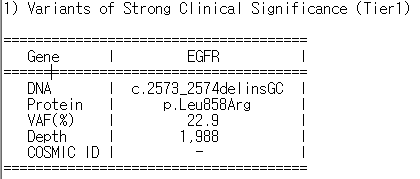 1) Variants of Strong Clinical Significance (Tier1)
=====================================
Gene | EGFR |
=====================================
DNA | c.2573_2574delinsGC |
Protein | p.Leu858Arg |
VAF(%) | 22.9 |
Depth | 1,988 |
COSMIC ID | - |
=====================================